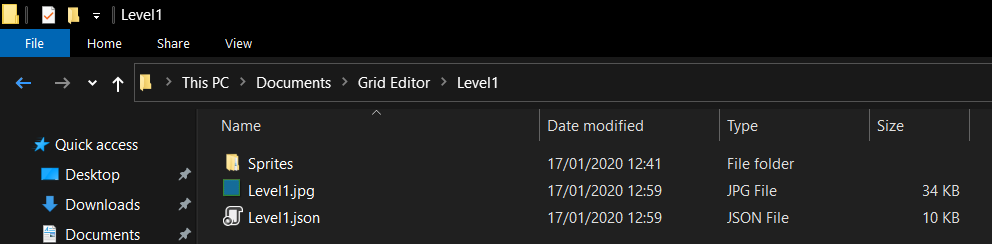 Level1
File Home Share View
This PC Documents Grid Editor Level1
Name Date modified Type Size
Quick access
Sprites 17/01/2020 12:41 File folder
Desktop
Level1.jpg 17/01/2020 12:59 JPG File 34 KB
Downloads
Level1.json 17/01/2020 12:59 JSON File 10 KB
Documents